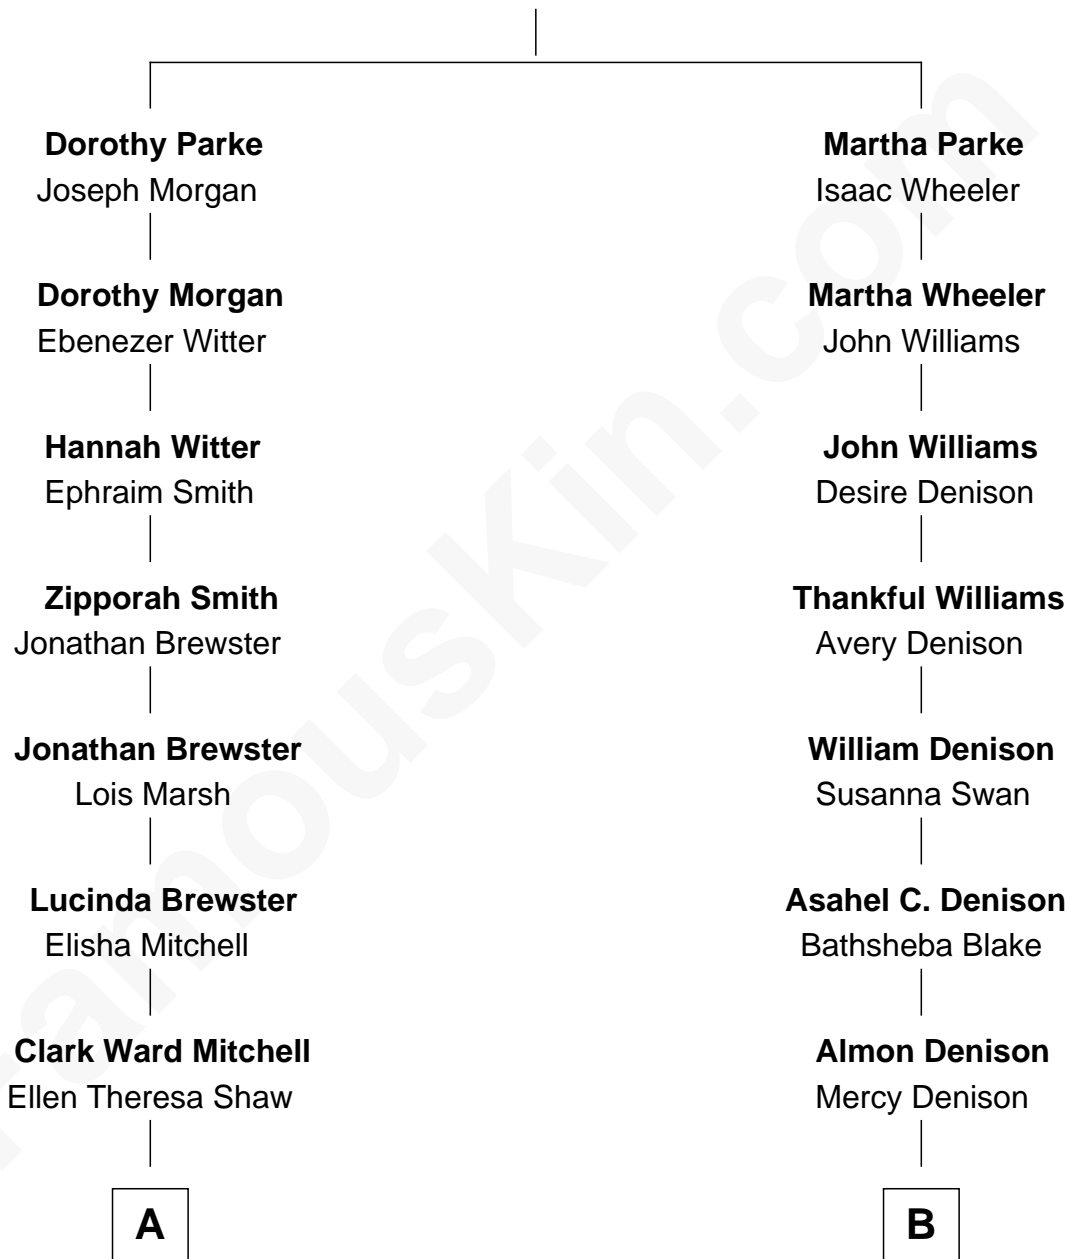 Dorothy Parke
Joseph Morgan
Dorothy Morgan
Ebenezer Witter
Hannah Witter
Ephraim Smith
Zipporah Smith
Jonathan Brewster
Jonathan Brewster
Lois Marsh
Lucinda Brewster
Elisha Mitchell
Clark Ward Mitchell
Ellen Theresa Shaw
A
Martha Parke
Isaac Wheeler
Martha Wheeler
John Williams
John Williams
Desire Denison
Thankful Williams
Avery Denison
William Denison
Susanna Swan
Asahel C. Denison
Bathsheba Blake
Almon Denison
Mercy Denison
B
famouskin.com